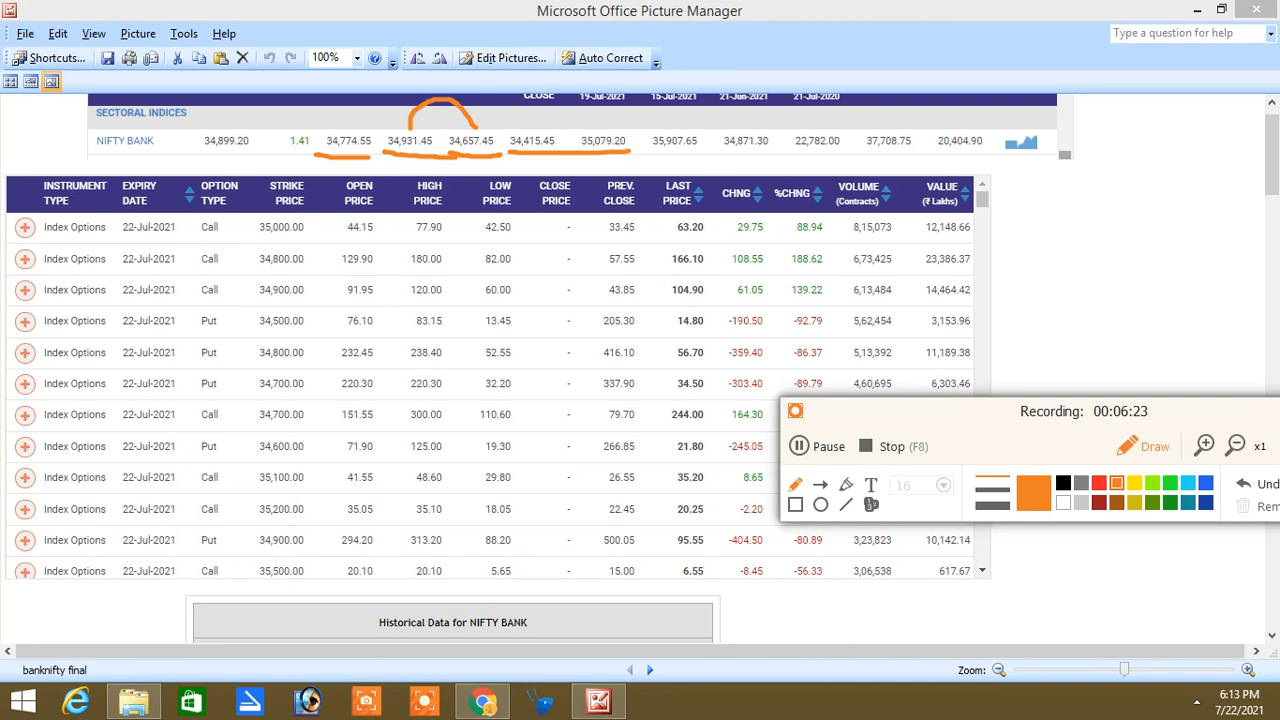 Microsoft Office Picture Manager
File Edit View Picture Tools Help
Type a question for help
Shortcuts... 100% Edit Pictures... Auto Correct
CLOSE 19-Jul-2021 15-Jul-2021 21-Jun-2021 21-Jul-2020
SECTORAL INDICES
NIFTY BANK 34,899.20 1.41 34,774.55 34,931.45 34,657.45 34,415.45 35,079.20 35,907.65 34,871.30 22,782.00 37,708.75 20,404.90
INSTRUMENT TYPE EXPIRY DATE OPTION TYPE STRIKE PRICE OPEN PRICE HIGH PRICE LOW PRICE CLOSE PRICE PREV. CLOSE LAST PRICE CHNG %CHNG VOLUME (Contracts) VALUE (₹ Lakhs)
Index Options 22-Jul-2021 Call 35,000.00 44.15 77.90 42.50 - 33.45 63.20 29.75 88.94 8,15,073 12,148.66
Index Options 22-Jul-2021 Call 34,800.00 129.90 180.00 82.00 - 57.55 166.10 108.55 188.62 6,73,425 23,386.37
Index Options 22-Jul-2021 Call 34,900.00 91.95 120.00 60.00 - 43.85 104.90 61.05 139.22 6,13,484 14,464.42
Index Options 22-Jul-2021 Put 34,500.00 76.10 83.15 13.45 - 205.30 14.80 -190.50 -92.79 5,62,454 3,153.96
Index Options 22-Jul-2021 Put 34,800.00 232.45 238.40 52.55 - 416.10 56.70 -359.40 -86.37 5,13,392 11,189.38
Index Options 22-Jul-2021 Put 34,700.00 220.30 220.30 32.20 - 337.90 34.50 -303.40 -89.79 4,60,695 6,303.46
Index Options 22-Jul-2021 Call 34,700.00 151.55 300.00 110.60 - 79.70 244.00 164.30
Index Options 22-Jul-2021 Put 34,600.00 71.90 125.00 19.30 - 266.85 21.80 -245.05
Index Options 22-Jul-2021 Call 35,100.00 41.55 48.60 29.80 - 26.55 35.20 8.65
Index Options 22-Jul-2021 Call 35,200.00 35.05 35.10 18.05 - 22.45 20.25 -2.20
Index Options 22-Jul-2021 Put 34,900.00 294.20 313.20 88.20 - 500.05 95.55 -404.50 -80.89 3,23,823 10,142.14
Index Options 22-Jul-2021 Call 35,500.00 20.10 20.10 5.65 - 15.00 6.55 -8.45 -56.33 3,06,538 617.67
Recording: 00:06:23
Pause Stop (F8) Draw x1
T 16 Und
Rem
Historical Data for NIFTY BANK
banknifty final Zoom:
6:13 PM
7/22/2021